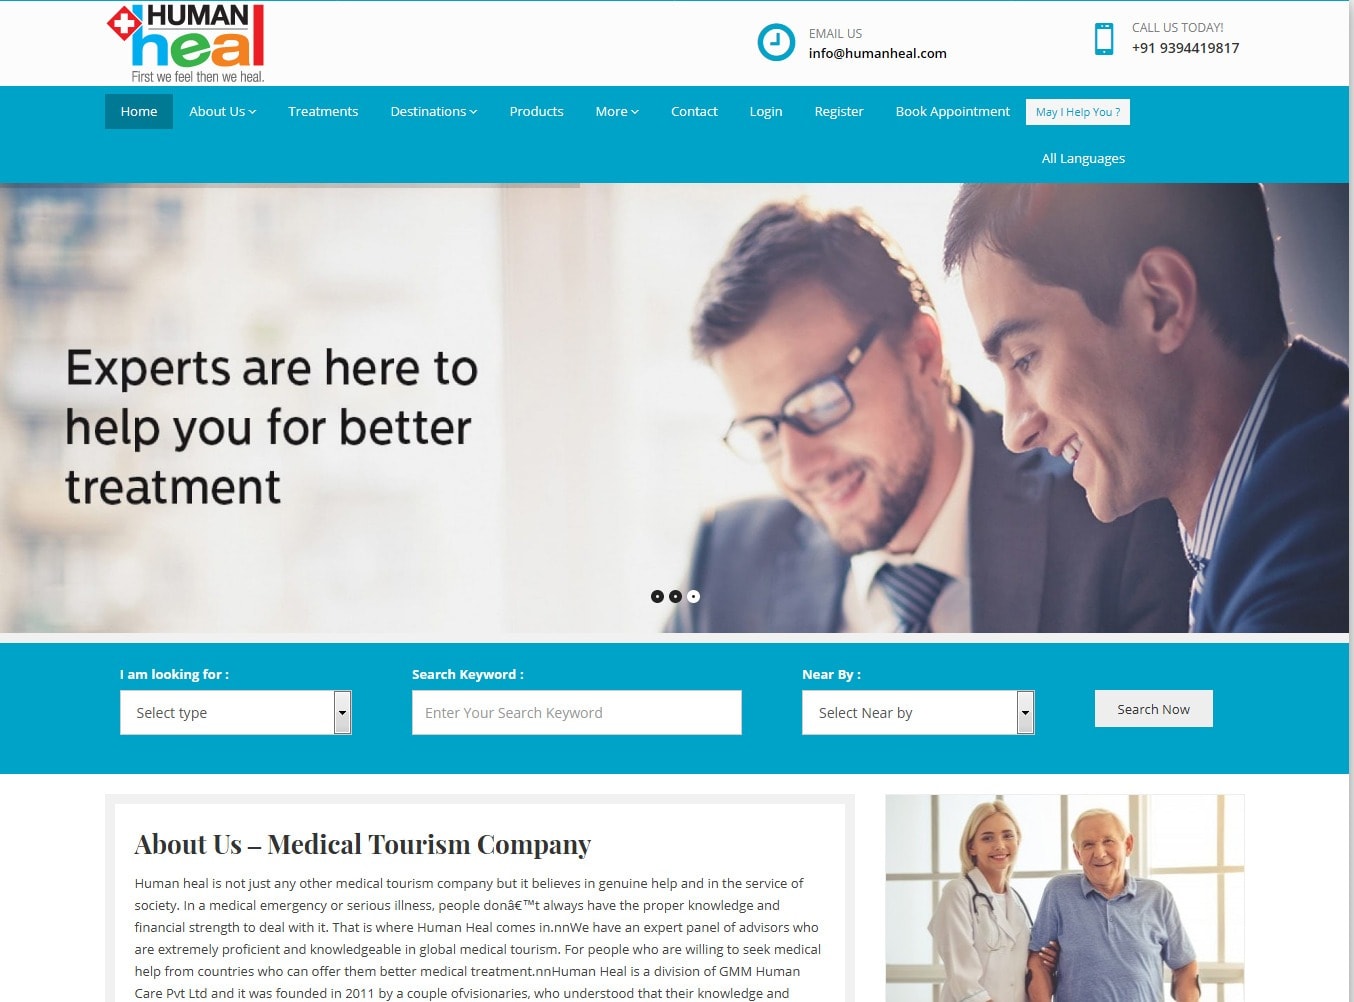 HUMAN
heal
First we feel then we heal.
EMAIL US
info@humanheal.com
CALL US TODAY!
+91 9394419817
Home About Us Treatments Destinations Products More Contact Login Register Book Appointment May I Help You ?
All Languages
Experts are here to
help you for better
treatment
I am looking for : Search Keyword : Near By :
Select type Enter Your Search Keyword Select Near by Search Now
About Us – Medical Tourism Company
Human heal is not just any other medical tourism company but it believes in genuine help and in the service of
society. In a medical emergency or serious illness, people donâ€™t always have the proper knowledge and
financial strength to deal with it. That is where Human Heal comes in.nnWe have an expert panel of advisors who
are extremely proficient and knowledgeable in global medical tourism. For people who are willing to seek medical
help from countries who can offer them better medical treatment.nnHuman Heal is a division of GMM Human
Care Pvt Ltd and it was founded in 2011 by a couple ofvisionaries, who understood that their knowledge and